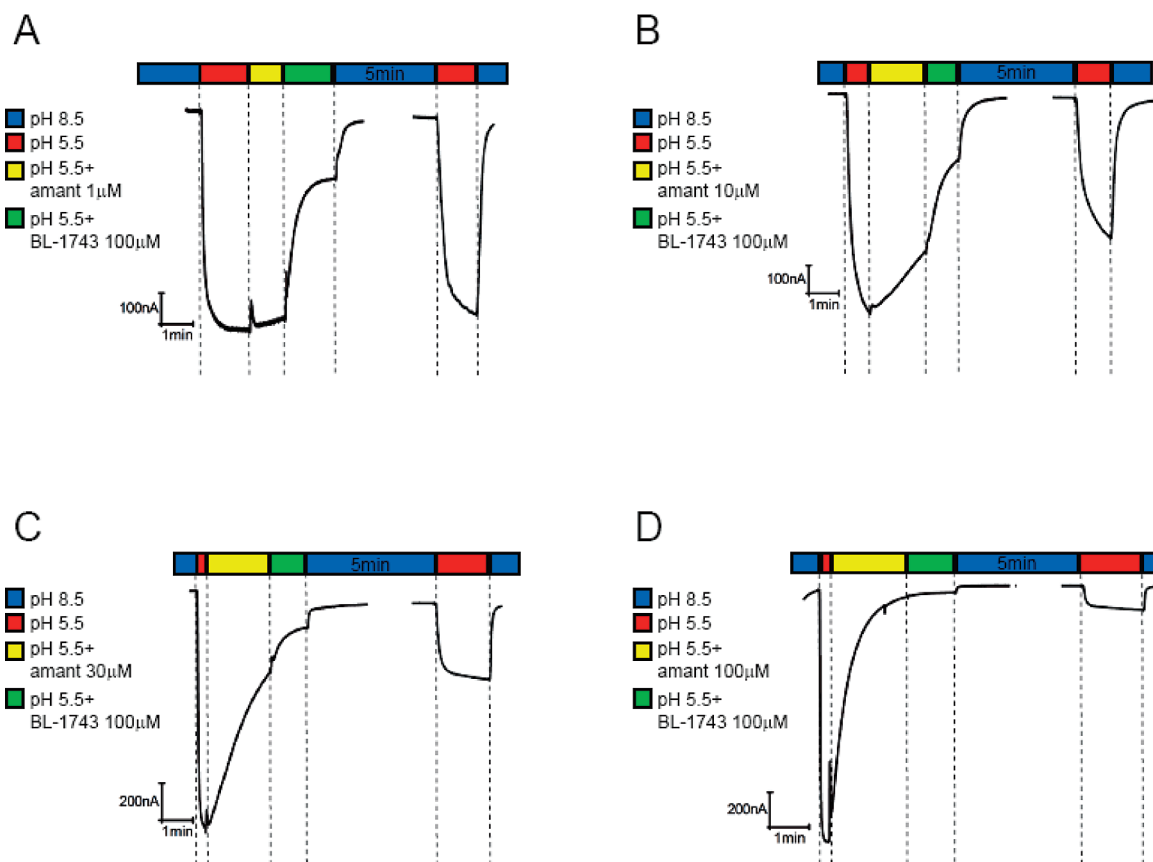 A
5min
pH 8.5
pH 5.5
pH 5.5+
amant 1μM
pH 5.5+
BL-1743 100μM
100nA
1min
B
5min
pH 8.5
pH 5.5
pH 5.5+
amant 10μM
pH 5.5+
BL-1743 100μM
100nA
1min
C
5min
pH 8.5
pH 5.5
pH 5.5+
amant 30μM
pH 5.5+
BL-1743 100μM
200nA
1min
D
5min
pH 8.5
pH 5.5
pH 5.5+
amant 100μM
pH 5.5+
BL-1743 100μM
200nA
1min